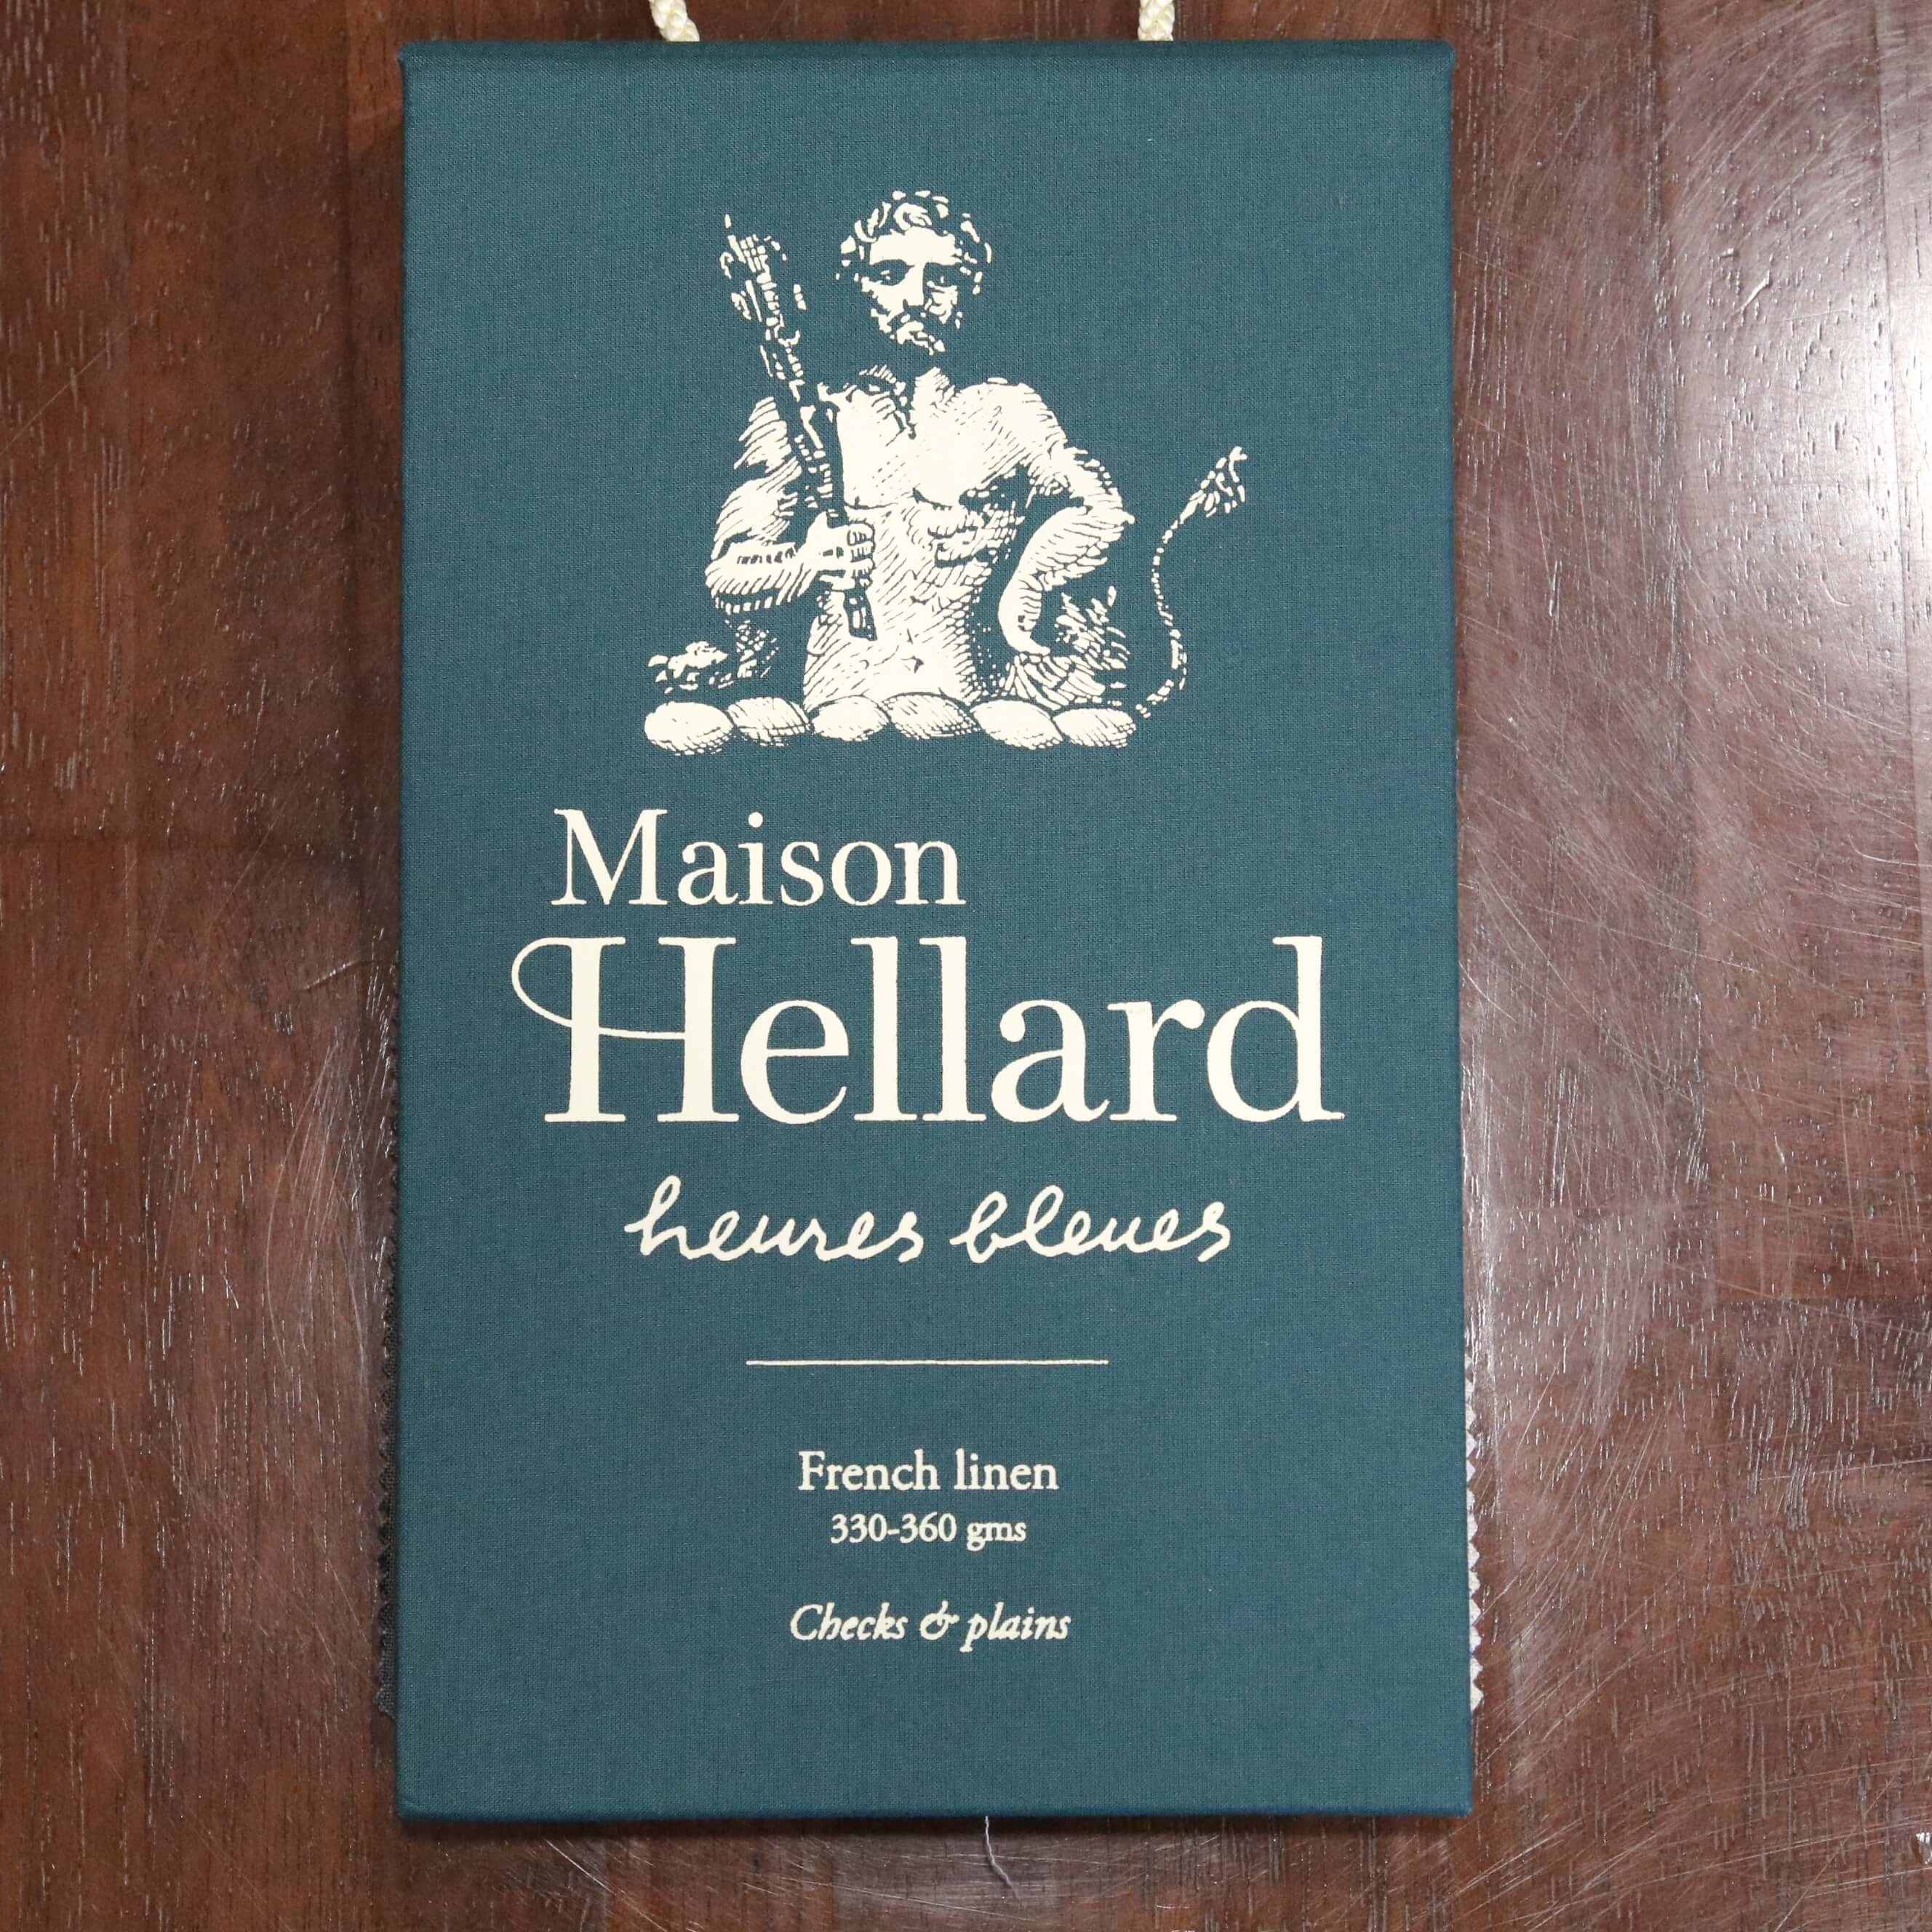 Maison
Hellard
heures bleues
French linen
330-360 gms
Checks & plains